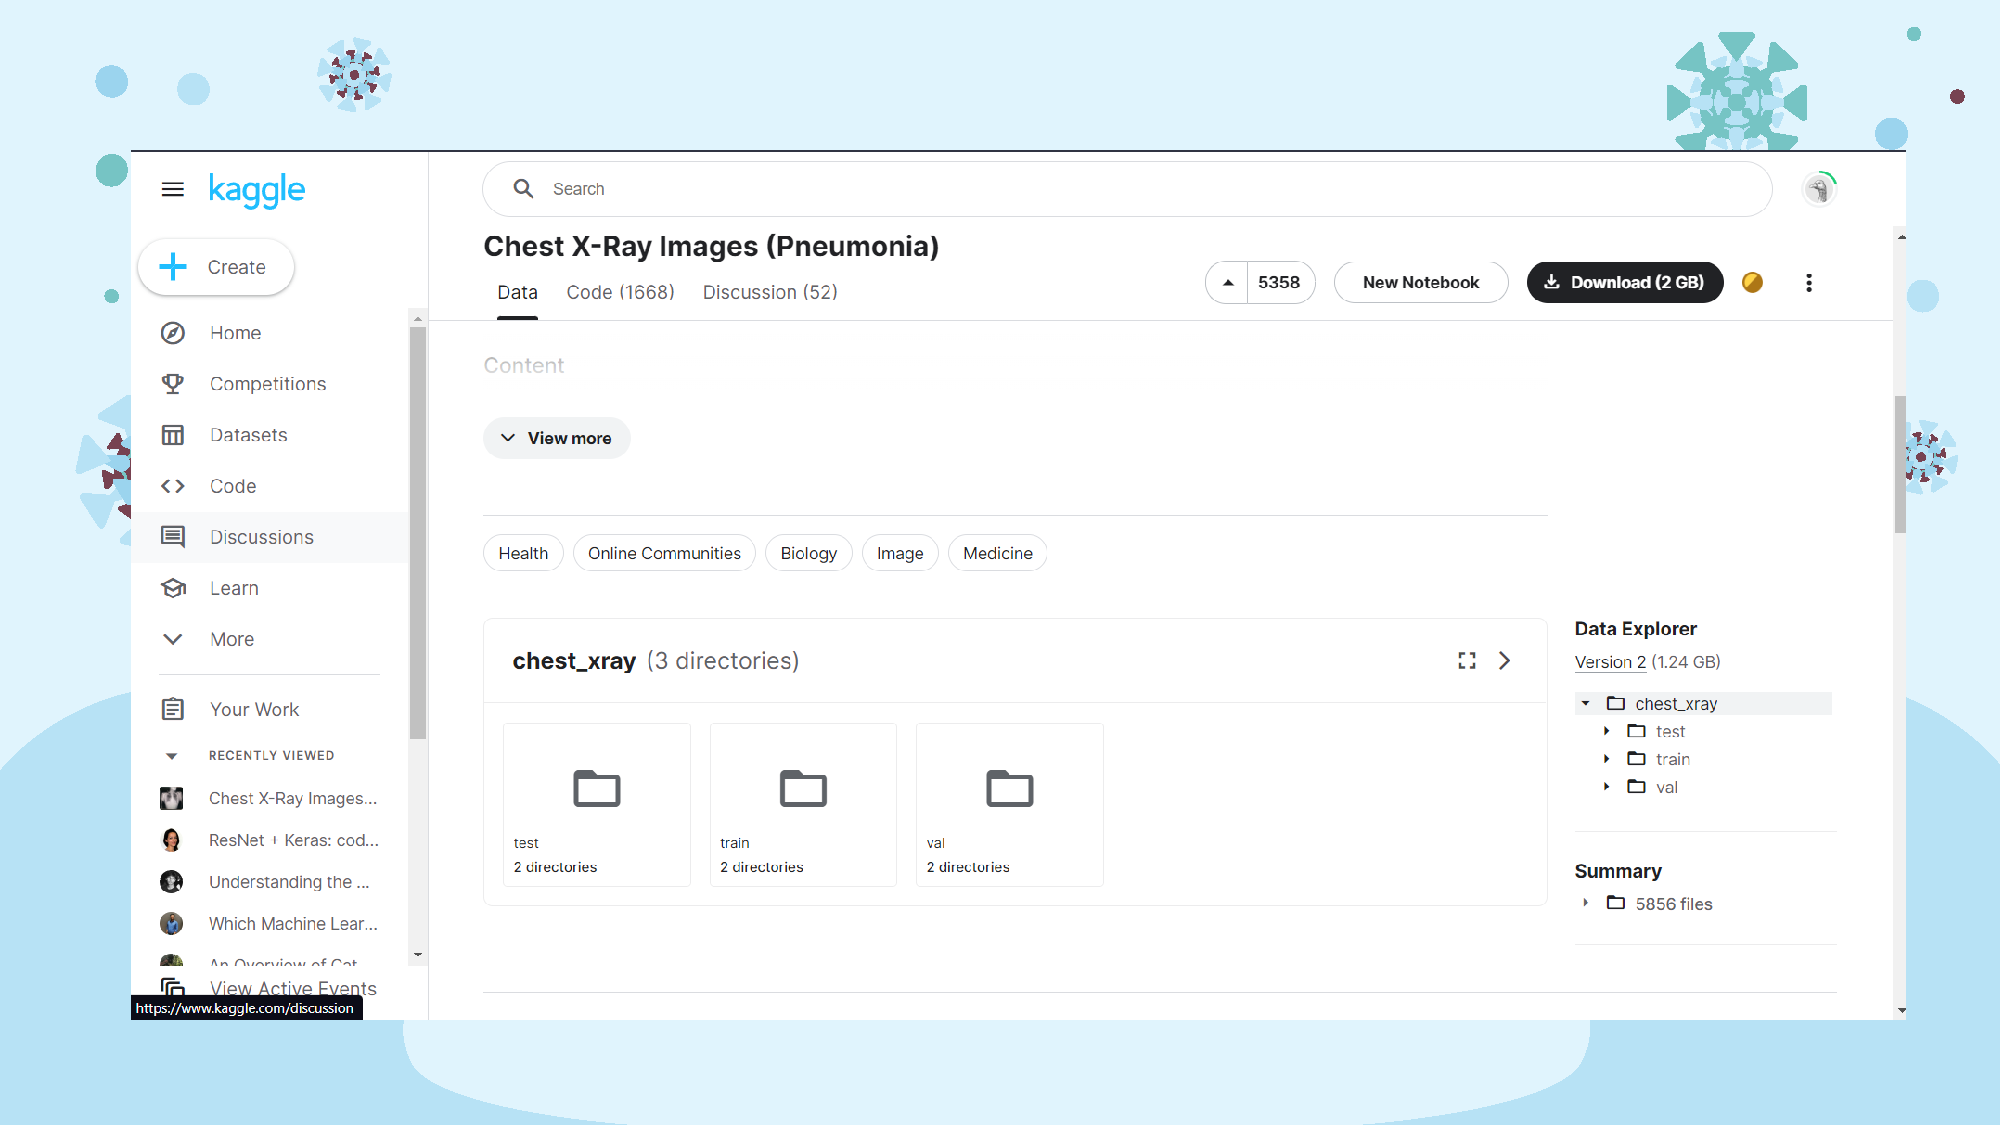 kaggle
Search
Create
Chest X-Ray Images (Pneumonia)
Data
Code (1668)
Discussion (52)
5358
New Notebook
Download (2 GB)
Home
Competitions
Datasets
Code
Discussions
Learn
More
Your Work
RECENTLY VIEWED
Chest X-Ray Images...
ResNet + Keras: cod...
Understanding the ...
Which Machine Lear...
An Overview of Cat
View Active Events
https://www.kaggle.com/discussion
Content
View more
Health
Online Communities
Biology
Image
Medicine
chest_xray (3 directories)
test
2 directories
train
2 directories
val
2 directories
Data Explorer
Version 2 (1.24 GB)
chest_xray
test
train
val
Summary
5856 files